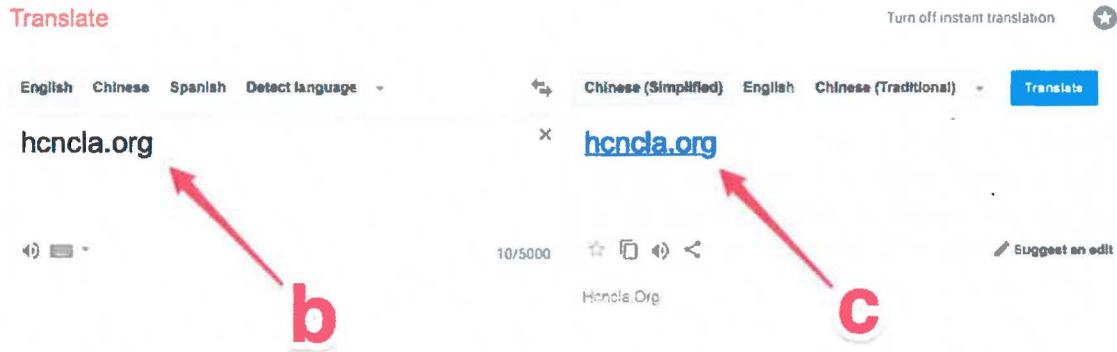 Translate
Turn off instant translation
English Chinese Spanish Detect language
Chinese (Simplified) English Chinese (Traditional) Translate
hcncla.org
hcncla.org
10/5000
Suggest an edit
Hcncla.Org
b
c